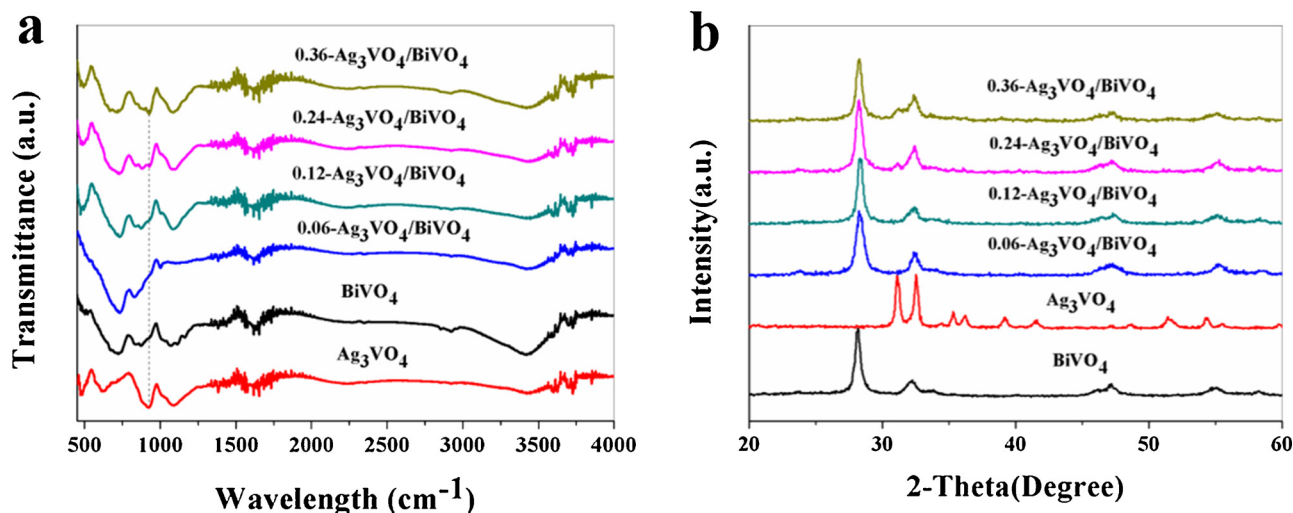 a
Transmittance (a.u.)
0.36-Ag₃VO₄/BiVO₄
0.24-Ag₃VO₄/BiVO₄
0.12-Ag₃VO₄/BiVO₄
0.06-Ag₃VO₄/BiVO₄
BiVO₄
Ag₃VO₄
500 1000 1500 2000 2500 3000 3500 4000
Wavelength (cm⁻¹)
b
Intensity(a.u.)
0.36-Ag₃VO₄/BiVO₄
0.24-Ag₃VO₄/BiVO₄
0.12-Ag₃VO₄/BiVO₄
0.06-Ag₃VO₄/BiVO₄
Ag₃VO₄
BiVO₄
20 30 40 50 60
2-Theta(Degree)